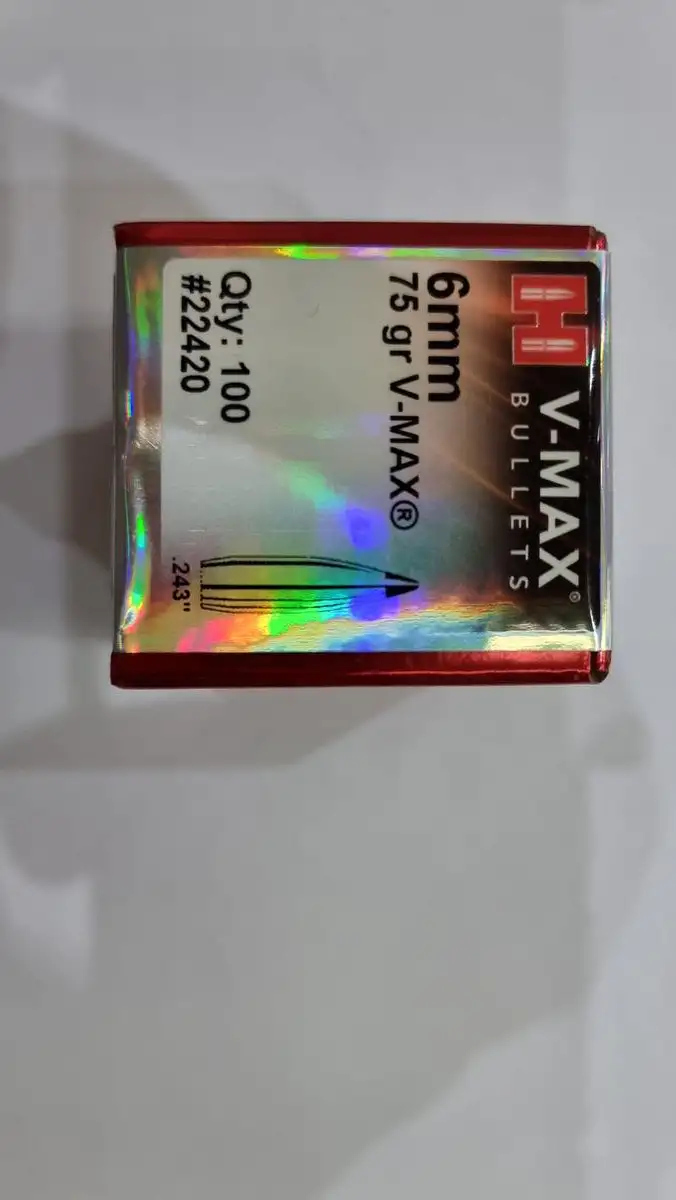 V-MAX®
BULLETS
6mm
75 gr V-MAX®
Qty: 100
#22420
.243"